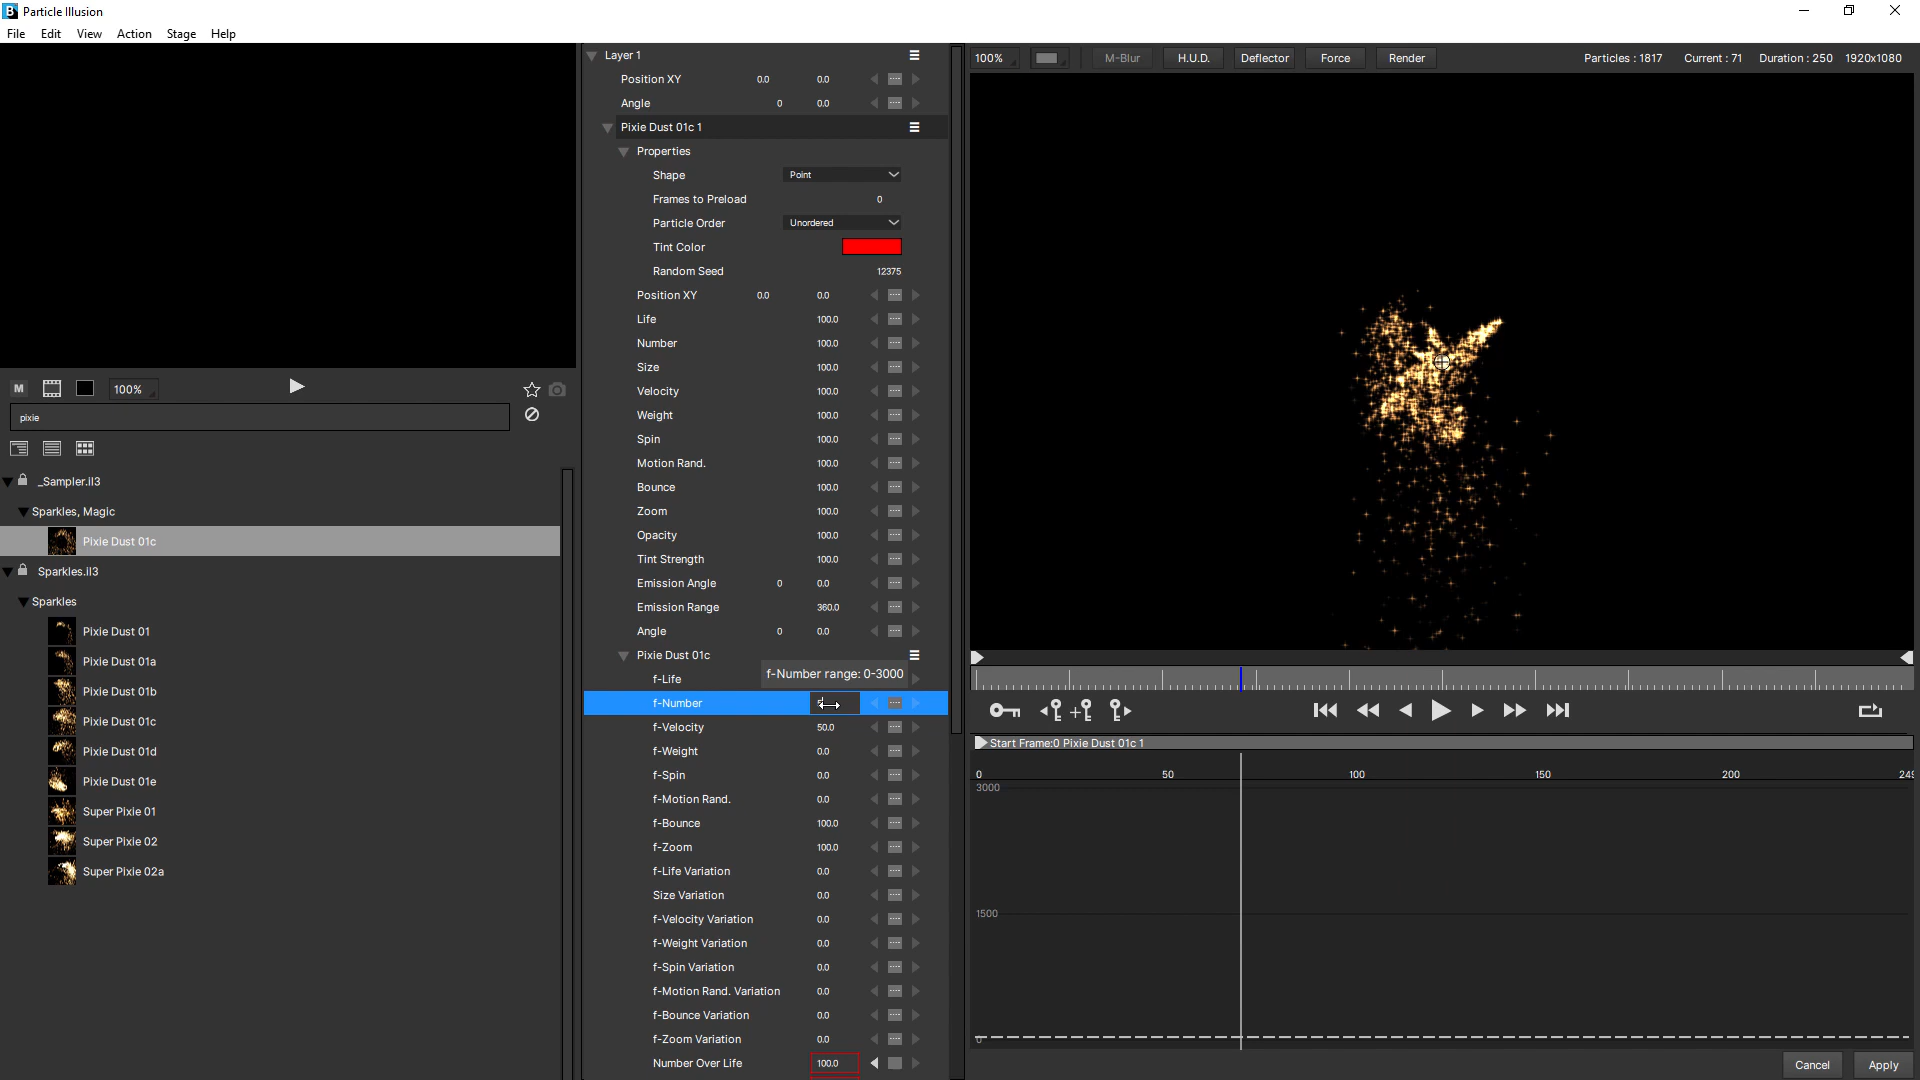 Particle Illusion
File Edit View Action Stage Help
M 100%
pixie
_Sampler.il3
Sparkles, Magic
Pixie Dust 01c
Sparkles.il3
Sparkles
Pixie Dust 01
Pixie Dust 01a
Pixie Dust 01b
Pixie Dust 01c
Pixie Dust 01d
Pixie Dust 01e
Super Pixie 01
Super Pixie 02
Super Pixie 02a
Layer 1
Position XY 0.0 0.0
Angle 0 0.0
Pixie Dust 01c 1
Properties
Shape Point
Frames to Preload 0
Particle Order Unordered
Tint Color
Random Seed 12375
Position XY 0.0 0.0
Life 100.0
Number 100.0
Size 100.0
Velocity 100.0
Weight 100.0
Spin 100.0
Motion Rand. 100.0
Bounce 100.0
Zoom 100.0
Opacity 100.0
Tint Strength 100.0
Emission Angle 0 0.0
Emission Range 360.0
Angle 0 0.0
Pixie Dust 01c
f-Number range: 0-3000
f-Life
f-Number
f-Velocity 50.0
f-Weight 0.0
f-Spin 0.0
f-Motion Rand. 0.0
f-Bounce 100.0
f-Zoom 100.0
f-Life Variation 0.0
Size Variation 0.0
f-Velocity Variation 0.0
f-Weight Variation 0.0
f-Spin Variation 0.0
f-Motion Rand. Variation 0.0
f-Bounce Variation 0.0
f-Zoom Variation 0.0
Number Over Life 100.0
100% M-Blur H.U.D. Deflector Force Render Particles : 1817 Current : 71 Duration : 250 1920x1080
Start Frame:0 Pixie Dust 01c 1
0 50 100 150 200 249
3000
1500
0
Cancel Apply